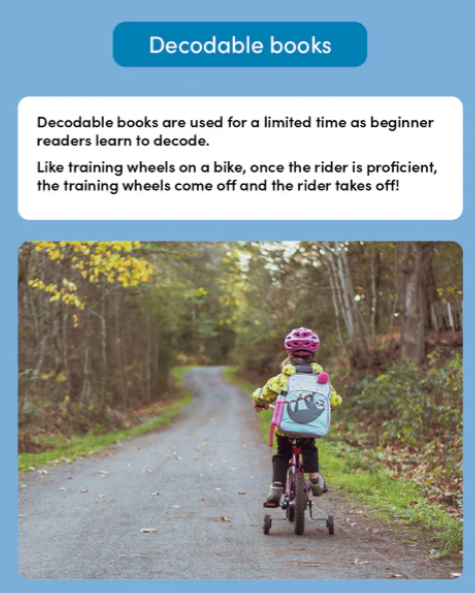 Decodable books
Decodable books are used for a limited time as beginner
readers learn to decode.
Like training wheels on a bike, once the rider is proficient,
the training wheels come off and the rider takes off!